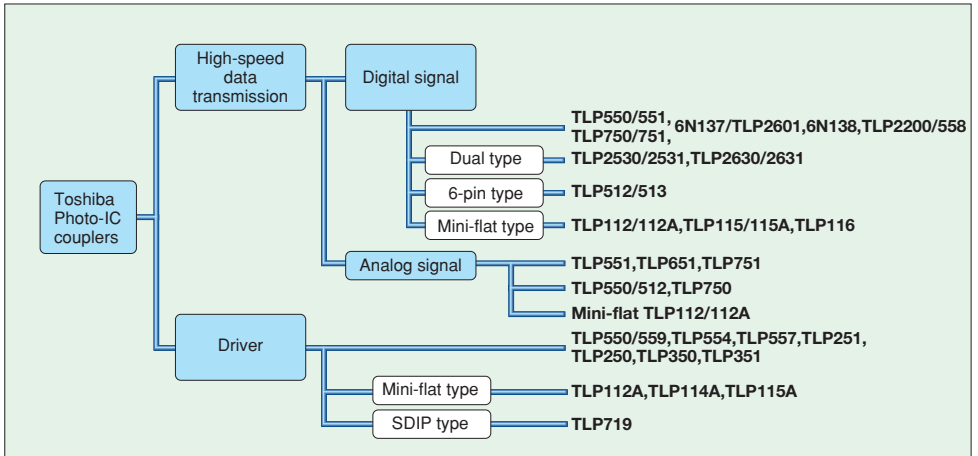 High-speed
data
transmission
Digital signal
TLP550/551,
TLP750/751,
6N137/TLP2601,6N138,TLP2200/558
Dual type
TLP2530/2531,TLP2630/2631
6-pin type
TLP512/513
Mini-flat type
TLP112/112A,TLP115/115A,TLP116
Toshiba
Photo-IC
couplers
Analog signal
TLP551,TLP651,TLP751
TLP550/512,TLP750
Mini-flat TLP112/112A
Driver
TLP550/559,TLP554,TLP557,TLP251,
TLP250,TLP350,TLP351
Mini-flat type
TLP112A,TLP114A,TLP115A
SDIP type
TLP719